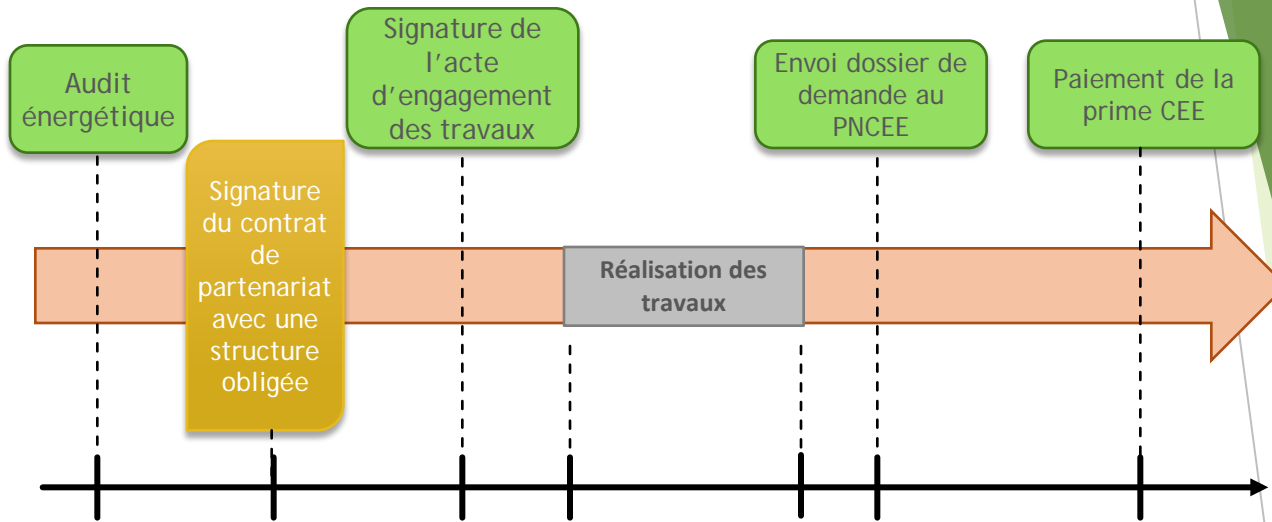 Audit
énergétique
Signature
du contrat
de
partenariat
avec une
structure
obligée
Signature de
l'acte
d'engagement
des travaux
Réalisation des
travaux
Envoi dossier de
demande au
PNCEE
Paiement de la
prime CEE